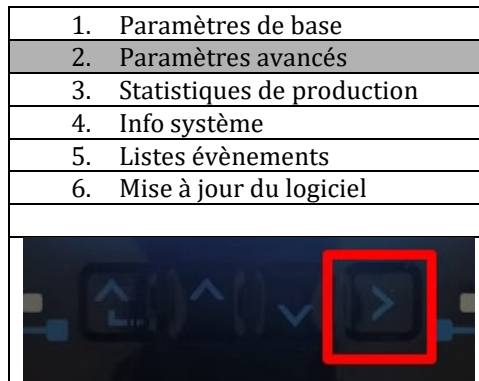 1. Paramètres de base
2. Paramètres avancés
3. Statistiques de production
4. Info système
5. Listes évènements
6. Mise à jour du logiciel